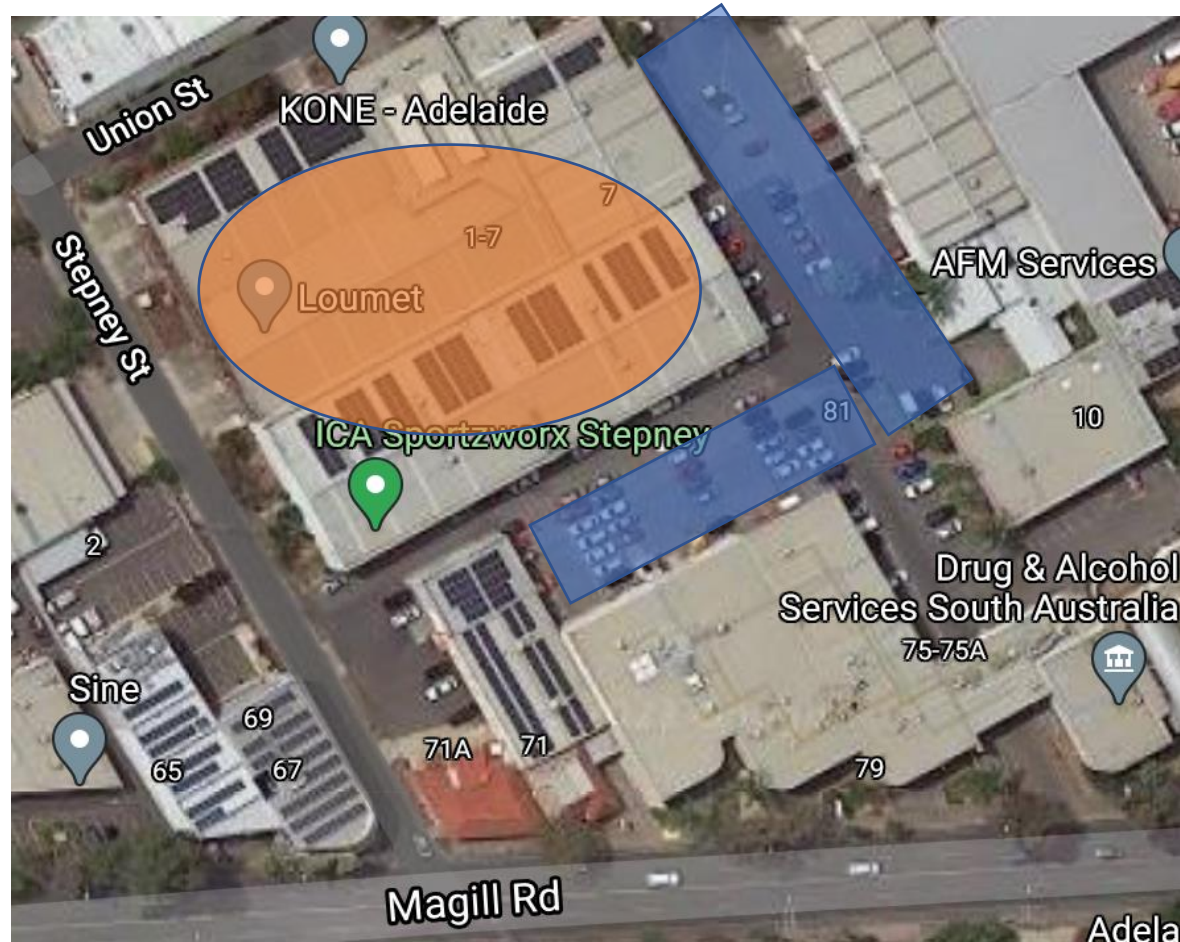 Union St
KONE - Adelaide
7
1-7
Stepney St
Loumet
AFM Services
ICA Sportzworx Stepney
81
10
2
Drug & Alcohol
Services South Australia
75-75A
Sine
69
65
67
71A
71
79
Magill Rd
Adela